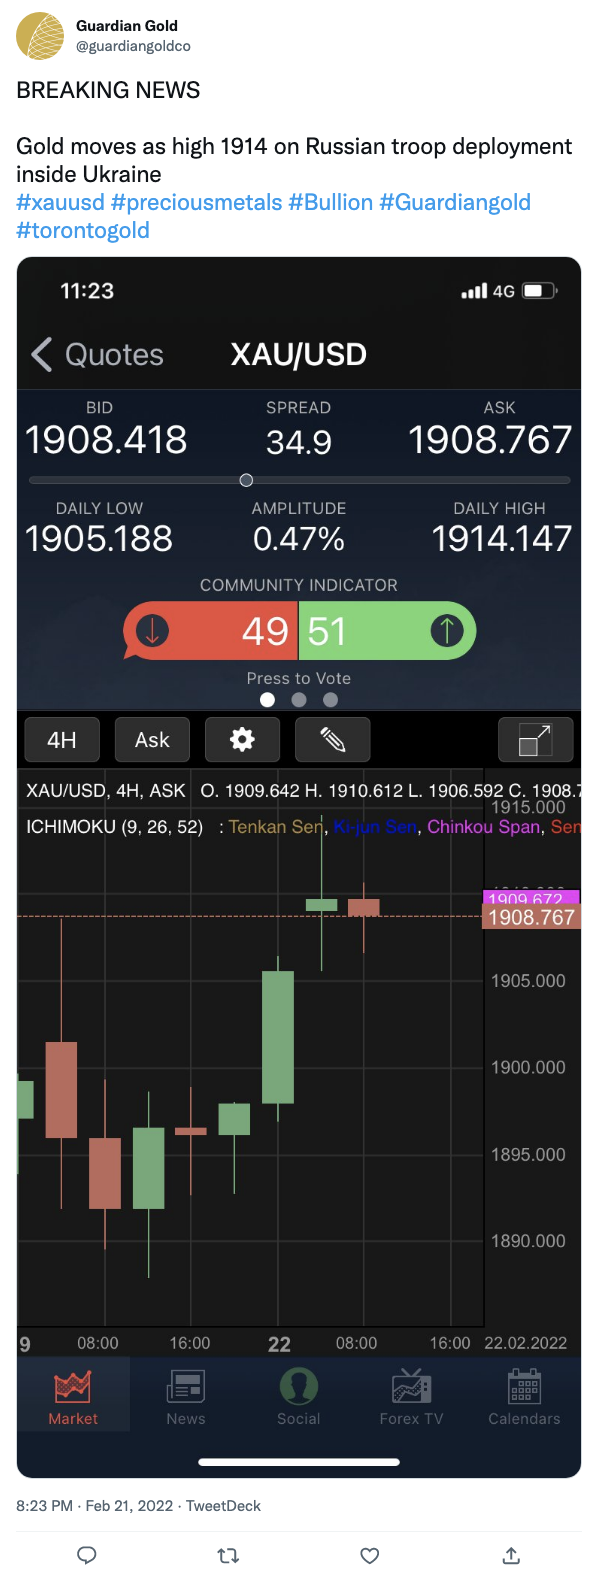 Guardian Gold
@guardiangoldco
BREAKING NEWS
Gold moves as high 1914 on Russian troop deployment
inside Ukraine
#xauusd #preciousmetals #Bullion #Guardiangold
#torontogold
11:23
4G
Quotes
XAU/USD
BID SPREAD ASK
1908.418 34.9 1908.767
DAILY LOW AMPLITUDE DAILY HIGH
1905.188 0.47% 1914.147
COMMUNITY INDICATOR
49 51
Press to Vote
4H Ask
XAU/USD, 4H, ASK O. 1909.642 H. 1910.612 L. 1906.592 C. 1908.7
1915.000
ICHIMOKU (9, 26, 52) : Tenkan Sen, Ki-jun Sen, Chinkou Span, Sen
1909.672
1908.767
1905.000
1900.000
1895.000
1890.000
9 08:00 16:00 22 08:00 16:00 22.02.2022
Market News Social Forex TV Calendars
8:23 PM · Feb 21, 2022 · TweetDeck